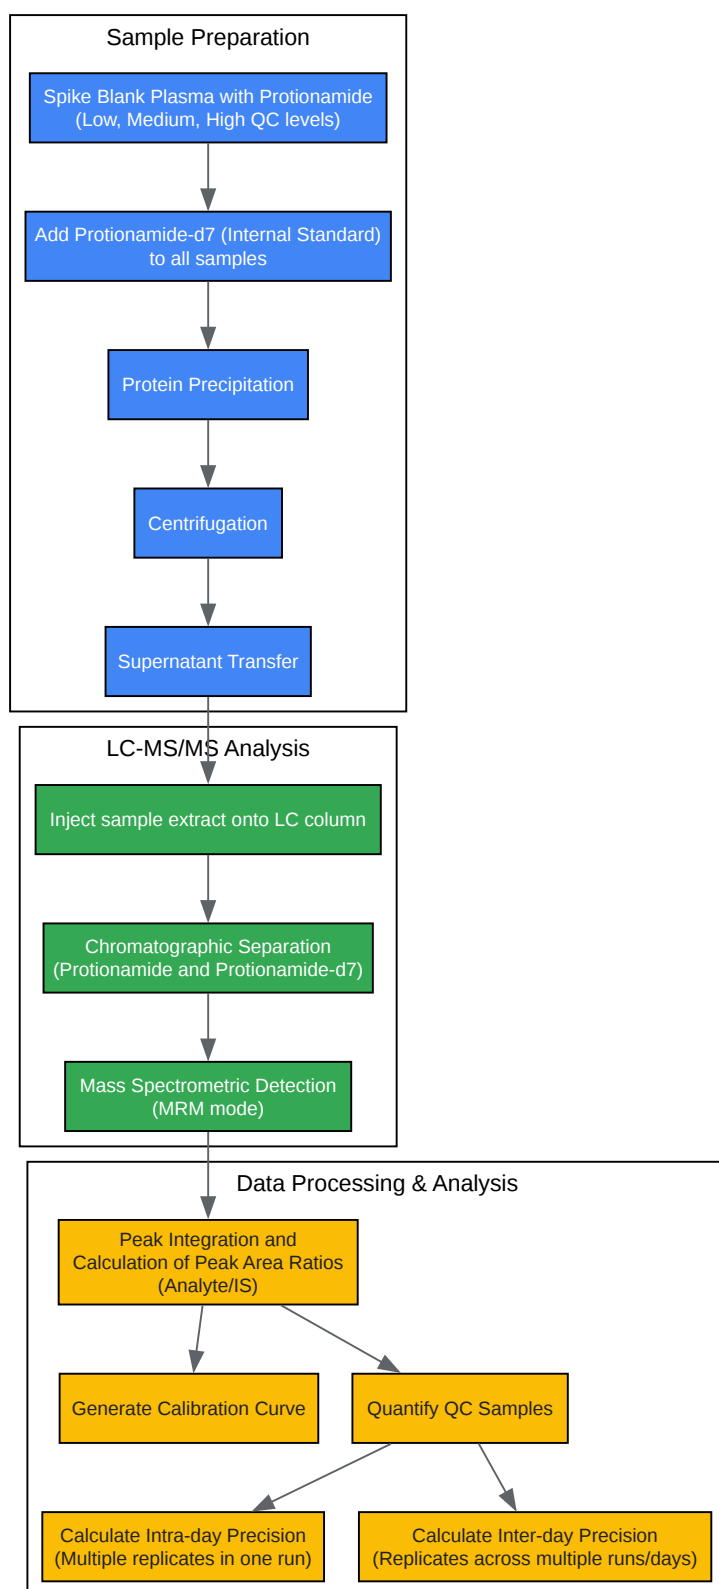 Sample Preparation
Spike Blank Plasma with Protionamide
(Low, Medium, High QC levels)
Add Protionamide-d7 (Internal Standard)
to all samples
Protein Precipitation
Centrifugation
Supernatant Transfer
LC-MS/MS Analysis
Inject sample extract onto LC column
Chromatographic Separation
(Protionamide and Protionamide-d7)
Mass Spectrometric Detection
(MRM mode)
Data Processing & Analysis
Peak Integration and
Calculation of Peak Area Ratios
(Analyte/IS)
Generate Calibration Curve
Quantify QC Samples
Calculate Intra-day Precision
(Multiple replicates in one run)
Calculate Inter-day Precision
(Replicates across multiple runs/days)